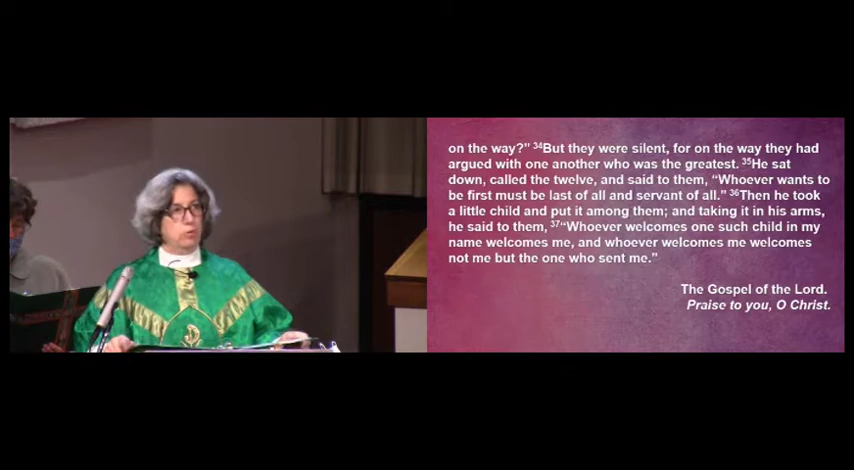 on the way?" ³⁴But they were silent, for on the way they had
argued with one another who was the greatest. ³⁵He sat
down, called the twelve, and said to them, “Whoever wants to
be first must be last of all and servant of all.” ³⁶Then he took
a little child and put it among them; and taking it in his arms,
he said to them, ³⁷“Whoever welcomes one such child in my
name welcomes me, and whoever welcomes me welcomes
not me but the one who sent me.”
The Gospel of the Lord.
Praise to you, O Christ.